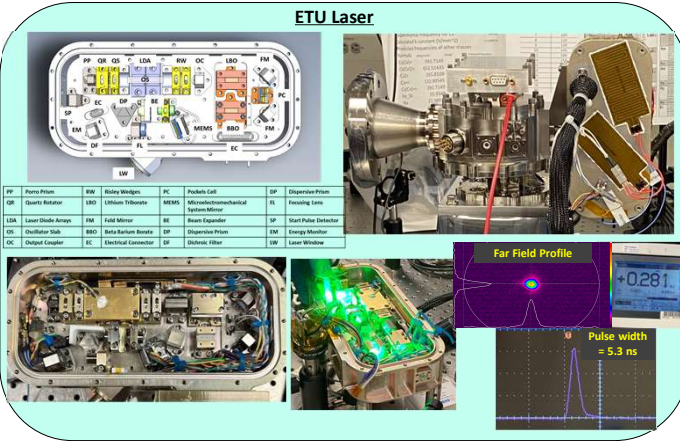 ETU Laser
PP QR QS LDA RW OC LBO FM
OS
PC
SP EC DP BE
EM MEMS FM
DF FL BBO EC
LW
PP Porro Prism RW Risley Wedges PC Pockels Cell DP Dispersive Prism
QR Quartz Rotator LBO Lithium Triborate MEMS Microelectromechanical System Mirror FL Focusing Lens
LDA Laser Diode Arrays FM Fold Mirror BE Beam Expander SP Start Pulse Detector
OS Oscillator Slab BBO Beta Barium Borate DP Dispersive Prism EM Energy Monitor
OC Output Coupler EC Electrical Connector DF Dichroic Filter LW Laser Window
Far Field Profile
+0.281
Pulse width
= 5.3 ns